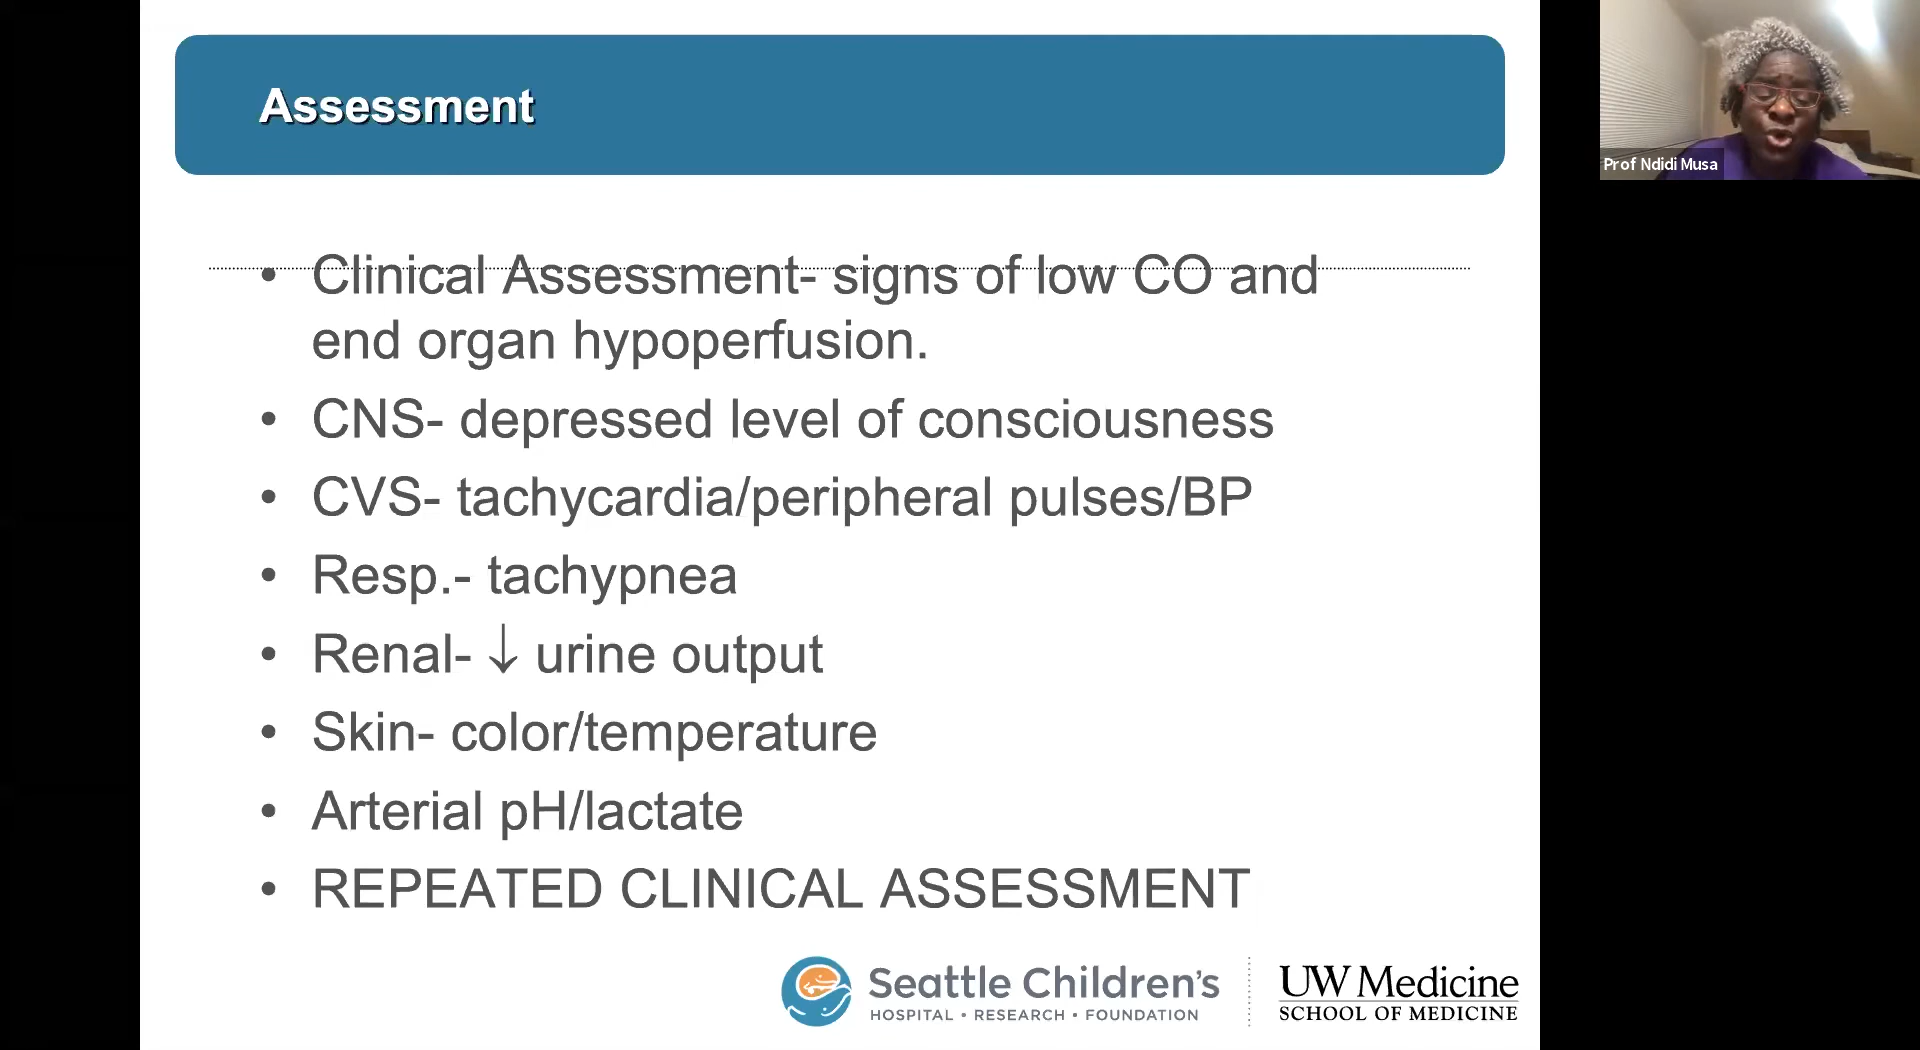 Assessment
Prof Ndidi Musa
• Clinical Assessment- signs of low CO and
end organ hypoperfusion.
• CNS- depressed level of consciousness
• CVS- tachycardia/peripheral pulses/BP
• Resp.- tachypnea
• Renal- ↓ urine output
• Skin- color/temperature
• Arterial pH/lactate
• REPEATED CLINICAL ASSESSMENT
Seattle Children's
HOSPITAL • RESEARCH • FOUNDATION
UW Medicine
SCHOOL OF MEDICINE